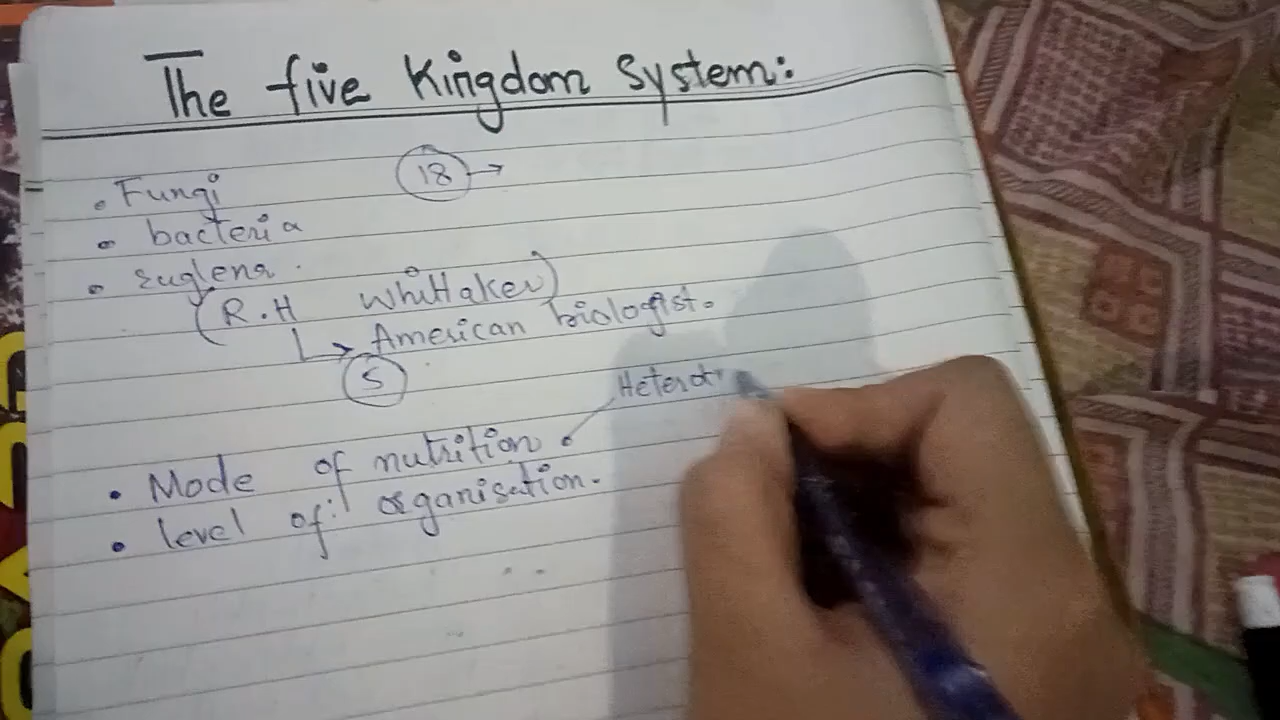 The five Kingdom System:
18 →
• Fungi
• bacteria
• euglena.
(R.H Whittaker)
↳ American biologist.
5
Heterot
• Mode of nutrition •
• level of organisation.